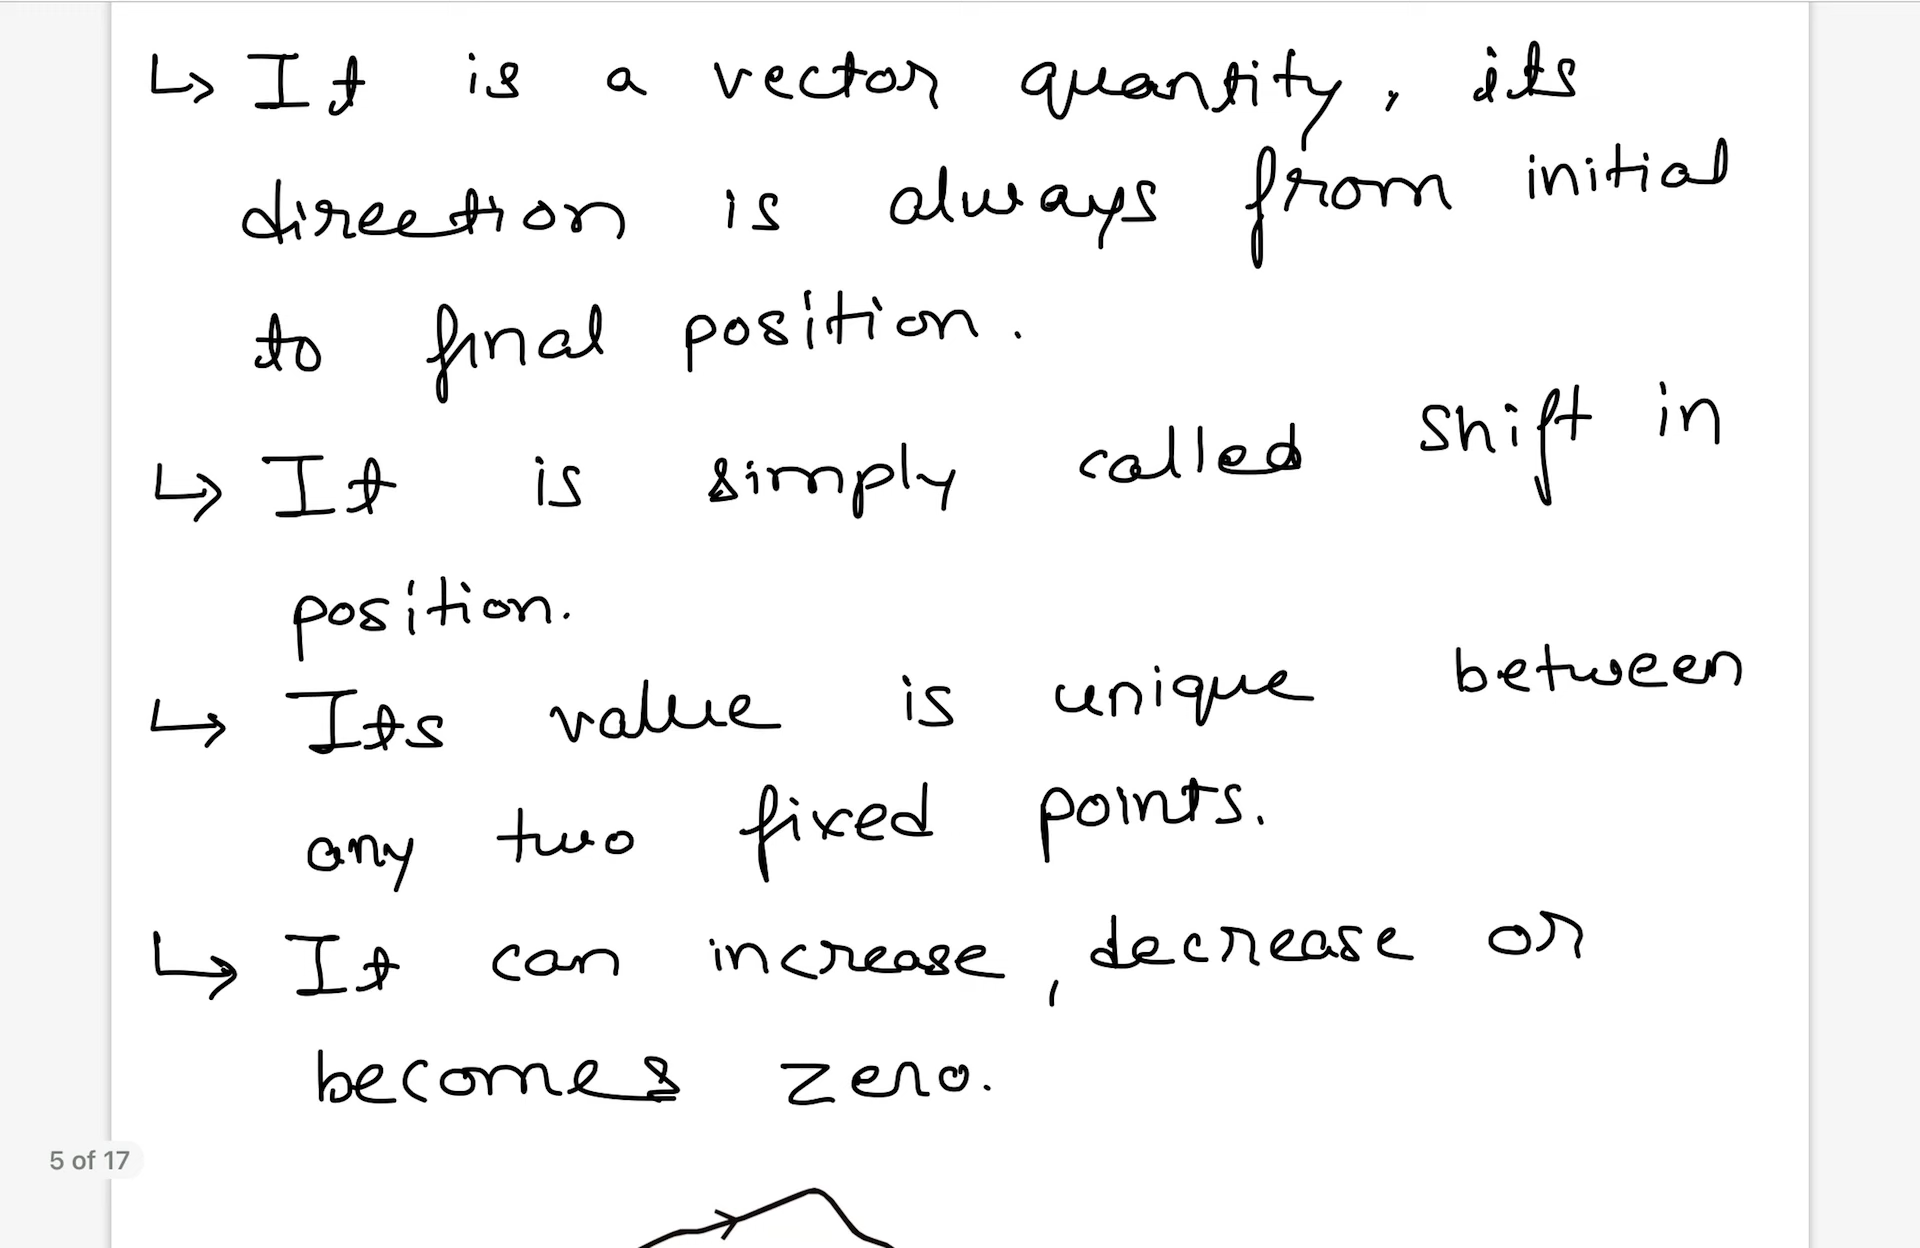 ↳ It is a vector quantity, its
direction is always from initial
to final position.
↳ It is simply called shift in
position.
↳ Its value is unique between
any two fixed points.
↳ It can increase, decrease or
becomes zero.
5 of 17